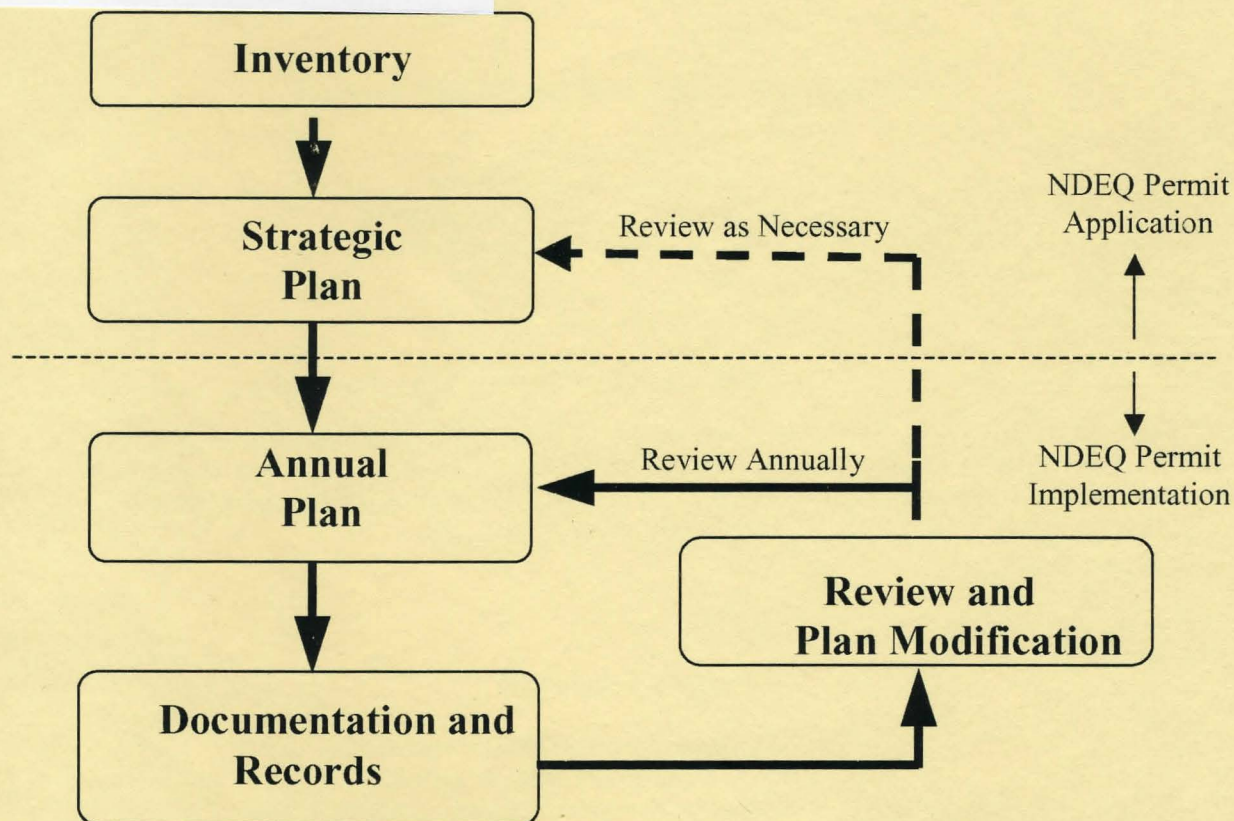 Inventory
Strategic
Plan
Review as Necessary
NDEQ Permit
Application
Annual
Plan
Review Annually
NDEQ Permit
Implementation
Review and
Plan Modification
Documentation and
Records